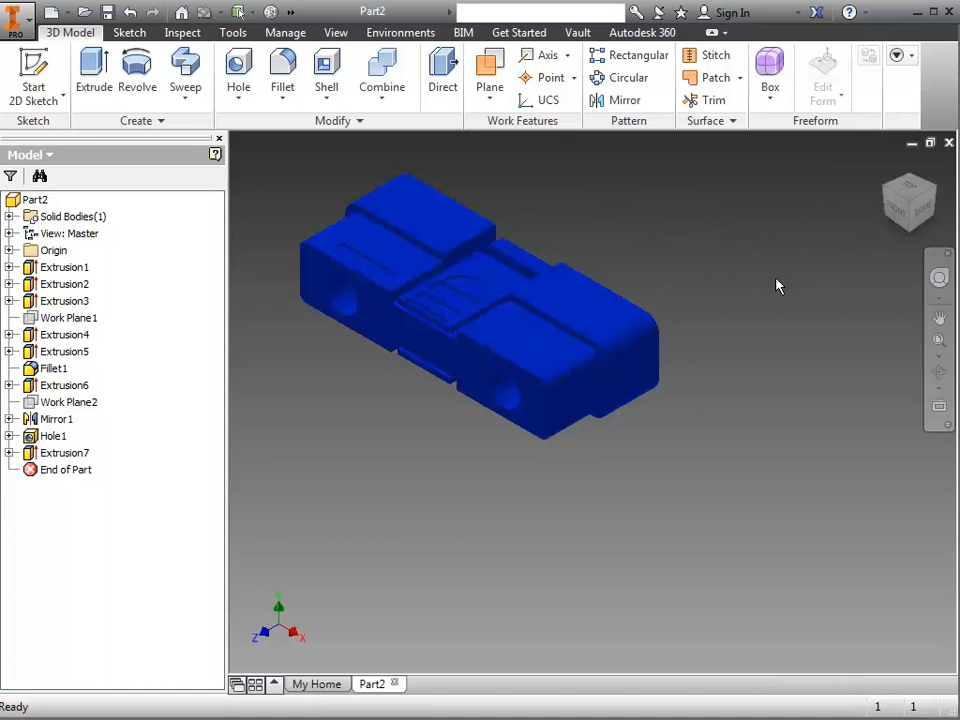 Part2
Sign In
PRO
3D Model Sketch Inspect Tools Manage View Environments BIM Get Started Vault Autodesk 360
Start
2D Sketch
Extrude Revolve Sweep
Hole Fillet Shell Combine Direct
Plane
Axis
Point
UCS
Rectangular
Circular
Mirror
Stitch
Patch
Trim
Box
Edit
Form
Sketch Create Modify Work Features Pattern Surface Freeform
Model
Part2
Solid Bodies(1)
View: Master
Origin
Extrusion1
Extrusion2
Extrusion3
Work Plane1
Extrusion4
Extrusion5
Fillet1
Extrusion6
Work Plane2
Mirror1
Hole1
Extrusion7
End of Part
TOP
FRONT
RIGHT
Y
Z
X
My Home Part2
Ready 1 1